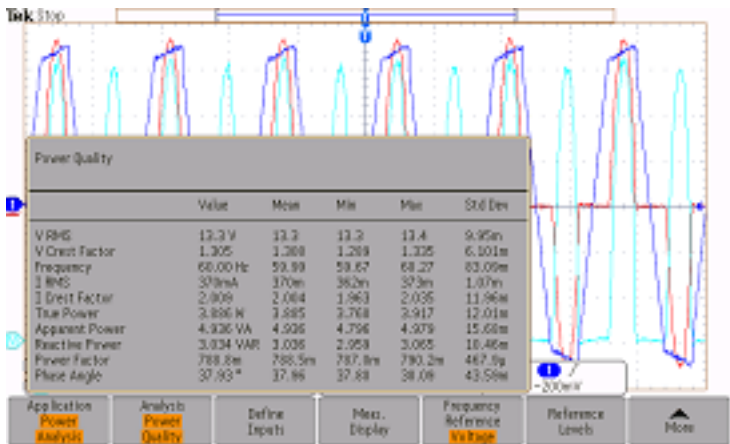 Tek Stop
Power Quality
Value Mean Min Max Std Dev
V RMS 13.3 V 13.3 13.3 13.4 9.95m
V Crest Factor 1.305 1.308 1.289 1.335 6.101m
Frequency 60.00 Hz 59.99 59.67 60.27 83.09m
I RMS 370mA 370m 362m 373m 1.07m
I Crest Factor 2.009 2.004 1.963 2.035 11.96m
True Power 3.886 W 3.885 3.768 3.917 12.01m
Apparent Power 4.936 VA 4.936 4.796 4.979 15.60m
Reactive Power 3.034 VAR 3.036 2.959 3.065 10.46m
Power Factor 788.8m 788.5m 787.0m 790.2m 467.9µ
Phase Angle 37.93° 37.96 37.80 38.09 43.59m
1
-200mV
Application
Power
Analysis
Analysis
Power
Quality
Define
Inputs
Meas.
Display
Frequency
Reference
Voltage
Reference
Levels
More